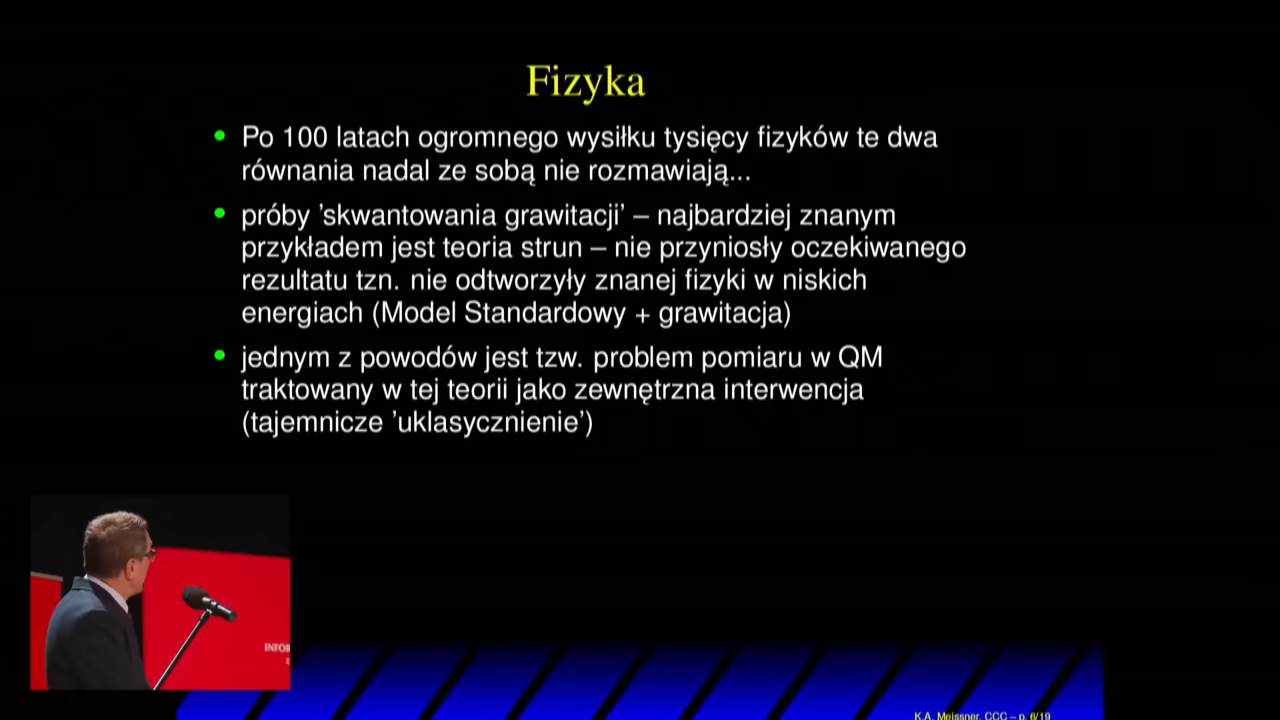 Fizyka
• Po 100 latach ogromnego wysiłku tysięcy fizyków te dwa
równania nadal ze sobą nie rozmawiają...
• próby 'skwantowania grawitacji' – najbardziej znanym
przykładem jest teoria strun – nie przyniosły oczekiwanego
rezultatu tzn. nie odtworzyły znanej fizyki w niskich
energiach (Model Standardowy + grawitacja)
• jednym z powodów jest tzw. problem pomiaru w QM
traktowany w tej teorii jako zewnętrzna interwencja
(tajemnicze 'uklasycznienie')
K.A. Meissner, CCC – p. 6/19